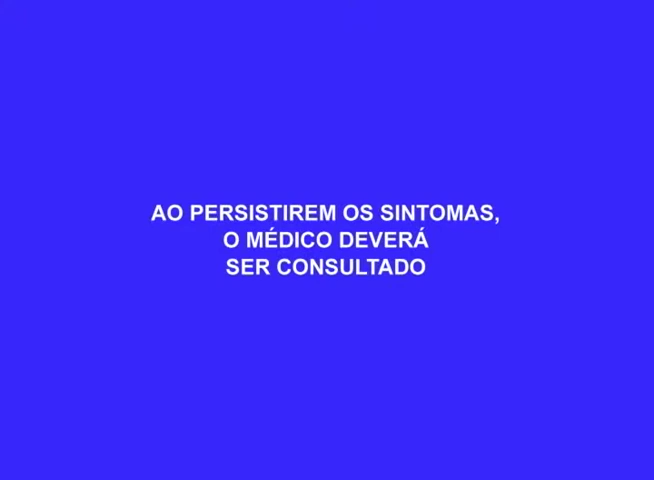 AO PERSISTIREM OS SINTOMAS,
O MÉDICO DEVERÁ
SER CONSULTADO